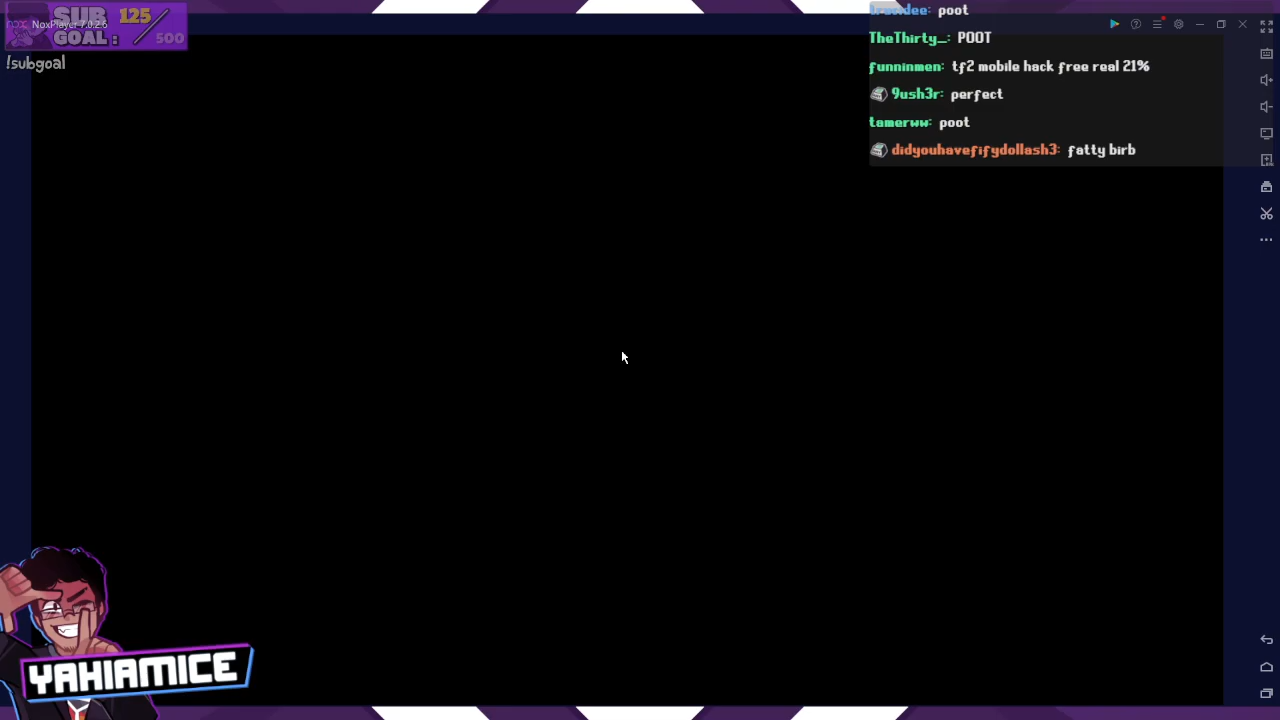 NoxPlayer 7.0.2.6
SUB GOAL: 125/500
!subgoal
poot
TheThirty_: POOT
funninmen: tf2 mobile hack free real 21%
9ush3r: perfect
tamerww: poot
didyouhavefifydollash3: fatty birb
YAHIAMICE